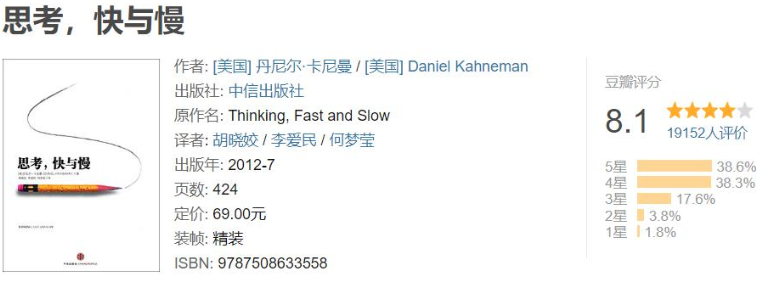 思考，快与慢
思考，快与慢
作者: [美国] 丹尼尔·卡尼曼 / [美国] Daniel Kahneman
出版社: 中信出版社
原作名: Thinking, Fast and Slow
译者: 胡晓姣 / 李爱民 / 何梦莹
出版年: 2012-7
页数: 424
定价: 69.00元
装帧: 精装
ISBN: 9787508633558
豆瓣评分
8.1
19152人评价
5星 38.6%
4星 38.3%
3星 17.6%
2星 3.8%
1星 1.8%